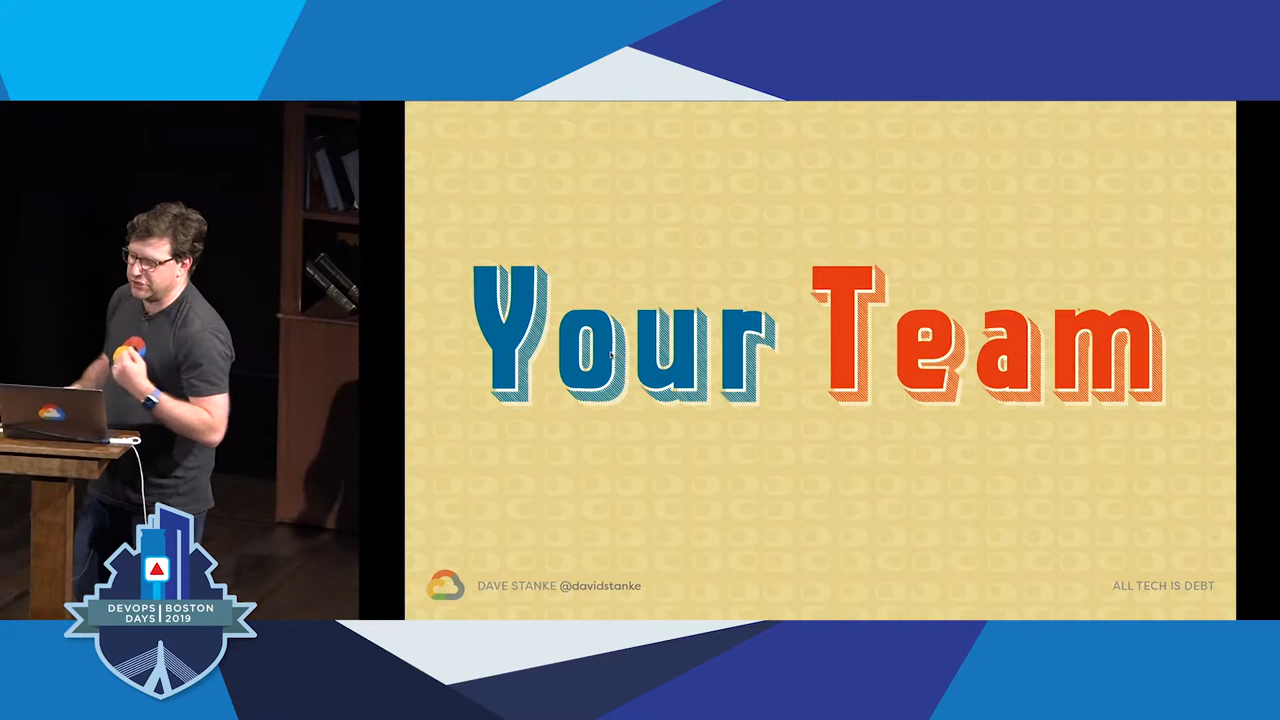 Your Team
DAVE STANKE @davidstanke
ALL TECH IS DEBT
DEVOPS BOSTON
DAYS 2019